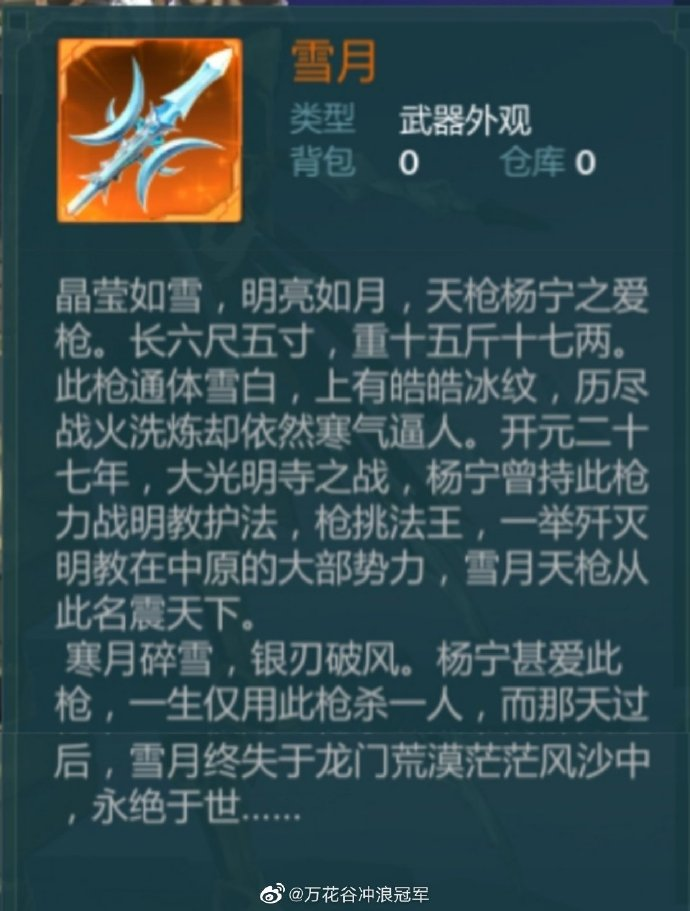 雪月
类型 武器外观
背包 0 仓库 0
晶莹如雪，明亮如月，天枪杨宁之爱
枪。长六尺五寸，重十五斤十七两。
此枪通体雪白，上有皓皓冰纹，历尽
战火洗炼却依然寒气逼人。开元二十
七年，大光明寺之战，杨宁曾持此枪
力战明教护法，枪挑法王，一举歼灭
明教在中原的大部势力，雪月天枪从
此名震天下。
寒月碎雪，银刃破风。杨宁甚爱此
枪，一生仅用此枪杀一人，而那天过
后，雪月终失于龙门荒漠茫茫风沙中
，永绝于世......
@万花谷冲浪冠军